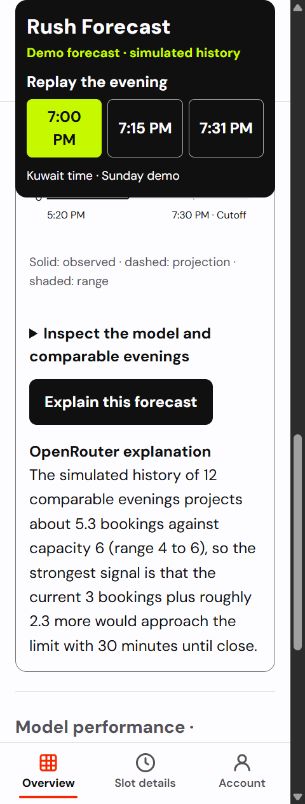 Rush Forecast
Demo forecast · simulated history
Replay the evening
7:00
PM
7:15 PM
7:31 PM
Kuwait time · Sunday demo
5:20 PM
7:30 PM · Cutoff
Solid: observed · dashed: projection ·
shaded: range
▶ Inspect the model and
comparable evenings
Explain this forecast
OpenRouter explanation
The simulated history of 12
comparable evenings projects
about 5.3 bookings against
capacity 6 (range 4 to 6), so the
strongest signal is that the
current 3 bookings plus roughly
2.3 more would approach the
limit with 30 minutes until close.
Model performance ·
Overview
Slot details
Account